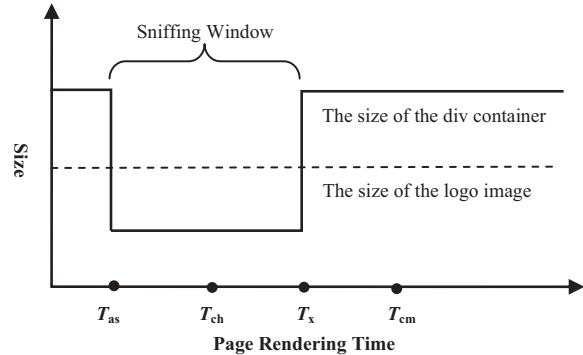 Sniffing Window
The size of the div container
Size
The size of the logo image
Tas
Tch
Tx
Tcm
Page Rendering Time